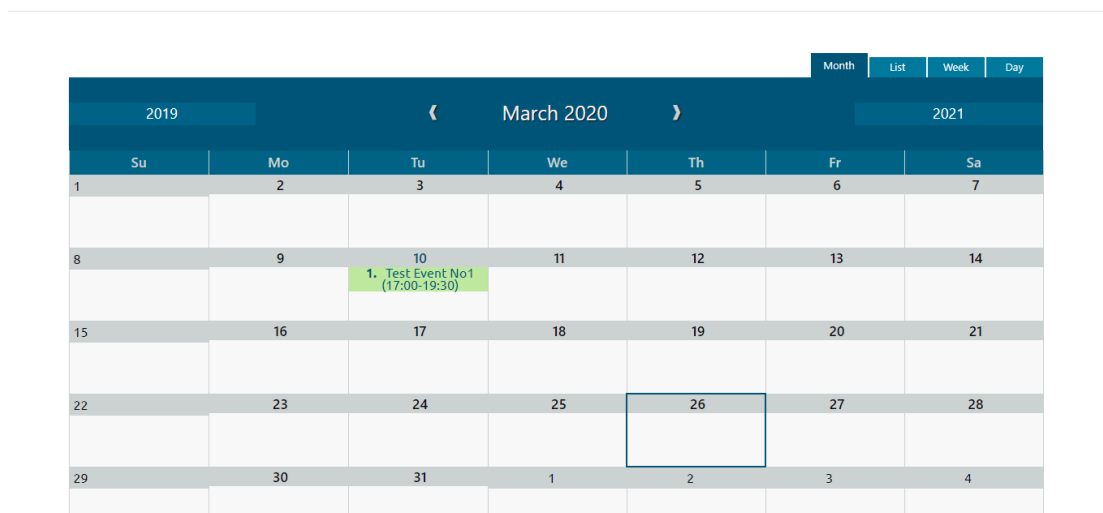 Month List Week Day
2019 ❰ March 2020 ❱ 2021
Su Mo Tu We Th Fr Sa
1 2 3 4 5 6 7
8 9 10 11 12 13 14
1. Test Event No1
(17:00-19:30)
15 16 17 18 19 20 21
22 23 24 25 26 27 28
29 30 31 1 2 3 4